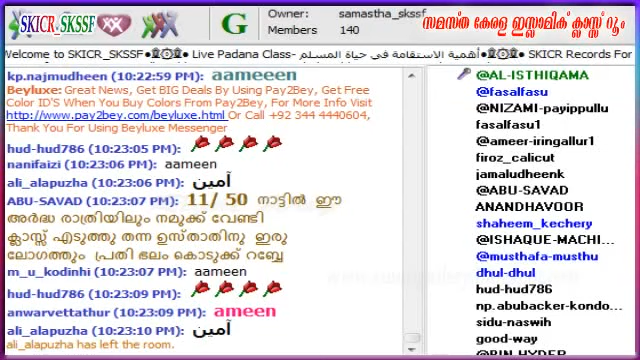 SKICR SKSSF
G
Owner: samastha_skssf
Members 140
സമസ്ത കേരള ഇസ്ലാമിക് ക്ലാസ്സ് റൂം
Welcome to SKICR_SKSSF● ● Live Padana Class- أهمية الاستقامة في حياة المسلم● ● SKICR Records For
kp.najmudheen (10:22:59 PM): aameeen
Beyluxe: Great News, Get BIG Deals By Using Pay2Bey, Get Free
Color ID'S When You Buy Colors From Pay2Bey, For More Info Visit
http://www.pay2bey.com/beyluxe.html Or Call +92 344 4440604,
Thank You For Using Beyluxe Messenger
hud-hud786 (10:23:05 PM):
nanifaizi (10:23:06 PM): aameen
ali_alapuzha (10:23:06 PM): آمين
ABU-SAVAD (10:23:07 PM): 11/ 50 നാട്ടിൽ ഈ
അർദ്ധ രാത്രിയിലും നമുക്ക് വേണ്ടി
ക്ലാസ്സ് എടുത്തു തന്ന ഉസ്താതിനു ഇരു
ലോഗത്തും പ്രതി ഭലം കൊടുക്ക് റബ്ബേ
m_u_kodinhi (10:23:07 PM): aameen
hud-hud786 (10:23:09 PM):
anwarvettathur (10:23:09 PM): ameen
ali_alapuzha (10:23:10 PM): آمين
ali_alapuzha has left the room.
@AL-ISTHIQAMA
@fasalfasu
@NIZAMI-payippullu
fasalfasu1
@ameer-iringallur1
firoz_calicut
jamaludheenk
@ABU-SAVAD
ANANDHAVOOR
shaheem_kechery
@ISHAQUE-MACHI...
@musthafa-musthu
dhul-dhul
hud-hud786
np.abubacker-kondo...
sidu-naswih
good-way
@BIN-HYDER